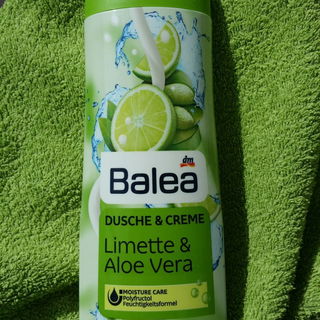 dm
Balea
DUSCHE & CREME
Limette &
Aloe Vera
MOISTURE CARE
Polyfructol
Feuchtigkeitsformel